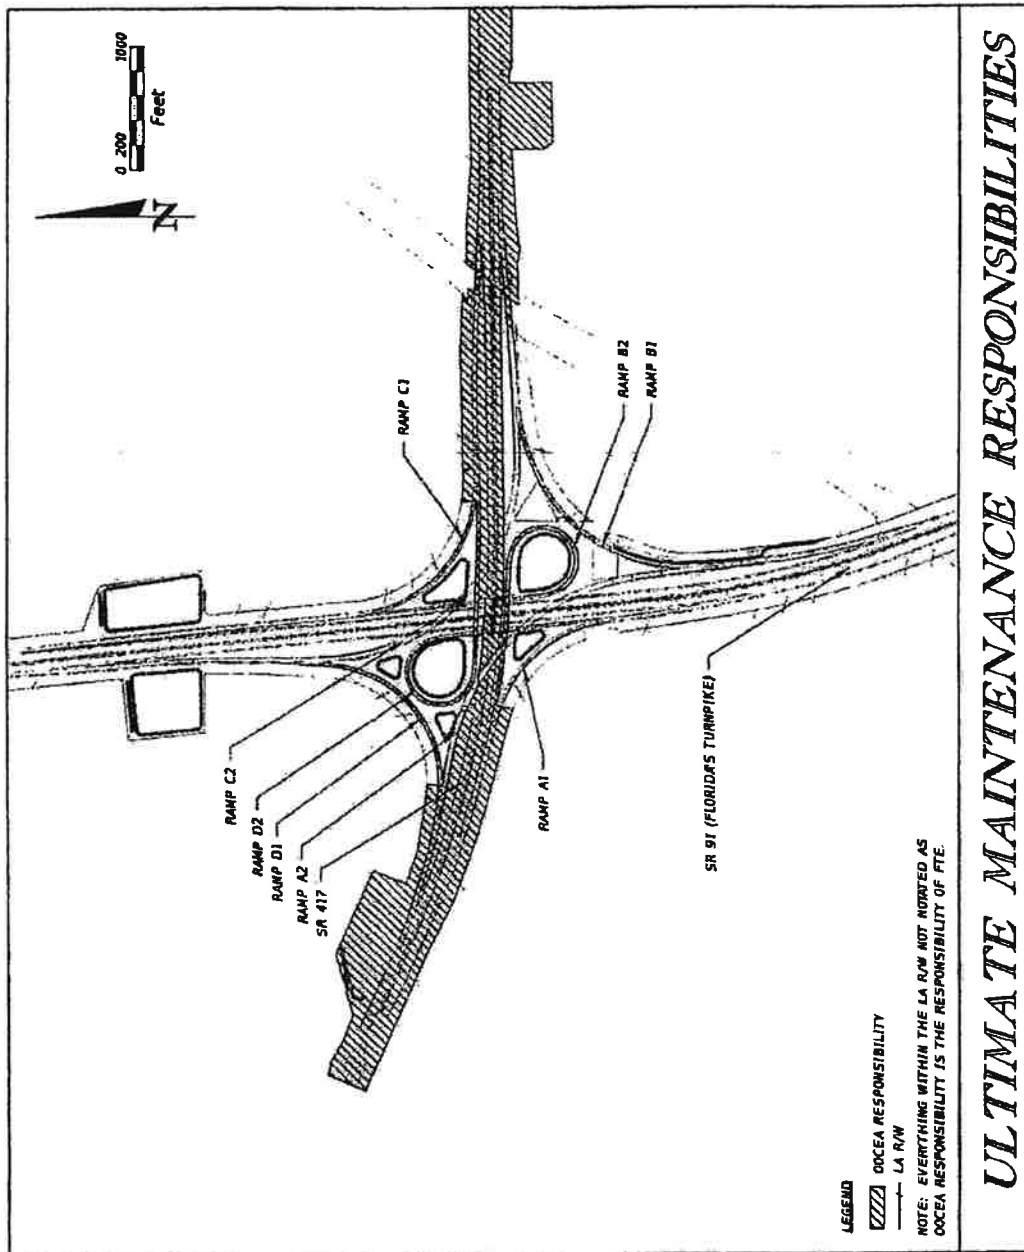 0 200 1000
Feet
N
RAMP C1
RAMP B2
RAMP B1
RAMP C2
RAMP D2
RAMP D1
RAMP A2
SR 417
RAMP A1
SR 91 (FLORIDA'S TURNPIKE)
LEGEND
OOCEA RESPONSIBILITY
LA R/W
NOTE: EVERYTHING WITHIN THE LA R/W NOT NOTATED AS
OOCEA RESPONSIBILITY IS THE RESPONSIBILITY OF FTE.
ULTIMATE MAINTENANCE RESPONSIBILITIES